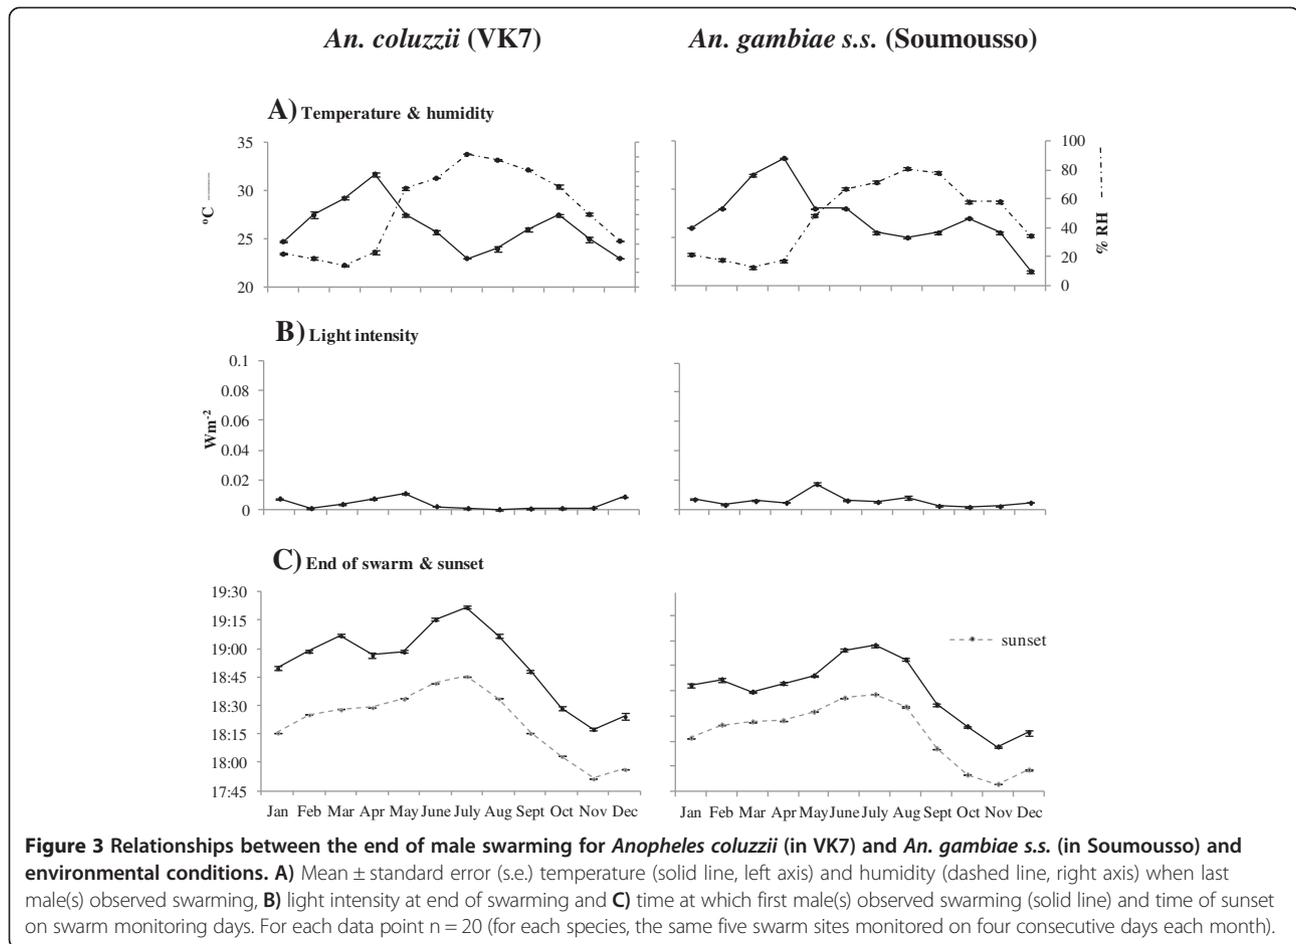 An. coluzzii (VK7)
An. gambiae s.s. (Soumousso)
A) Temperature & humidity
35
30
25
20
ºC
100
80
60
40
20
0
% RH
B) Light intensity
0.1
0.08
0.06
0.04
0.02
0
Wm-2
C) End of swarm & sunset
19:30
19:15
19:00
18:45
18:30
18:15
18:00
17:45
sunset
Jan Feb Mar Apr May June July Aug Sept Oct Nov Dec
Jan Feb Mar Apr May June July Aug Sept Oct Nov Dec
Figure 3 Relationships between the end of male swarming for Anopheles coluzzii (in VK7) and An. gambiae s.s. (in Soumousso) and
environmental conditions. A) Mean ± standard error (s.e.) temperature (solid line, left axis) and humidity (dashed line, right axis) when last
male(s) observed swarming, B) light intensity at end of swarming and C) time at which first male(s) observed swarming (solid line) and time of sunset
on swarm monitoring days. For each data point n = 20 (for each species, the same five swarm sites monitored on four consecutive days each month).